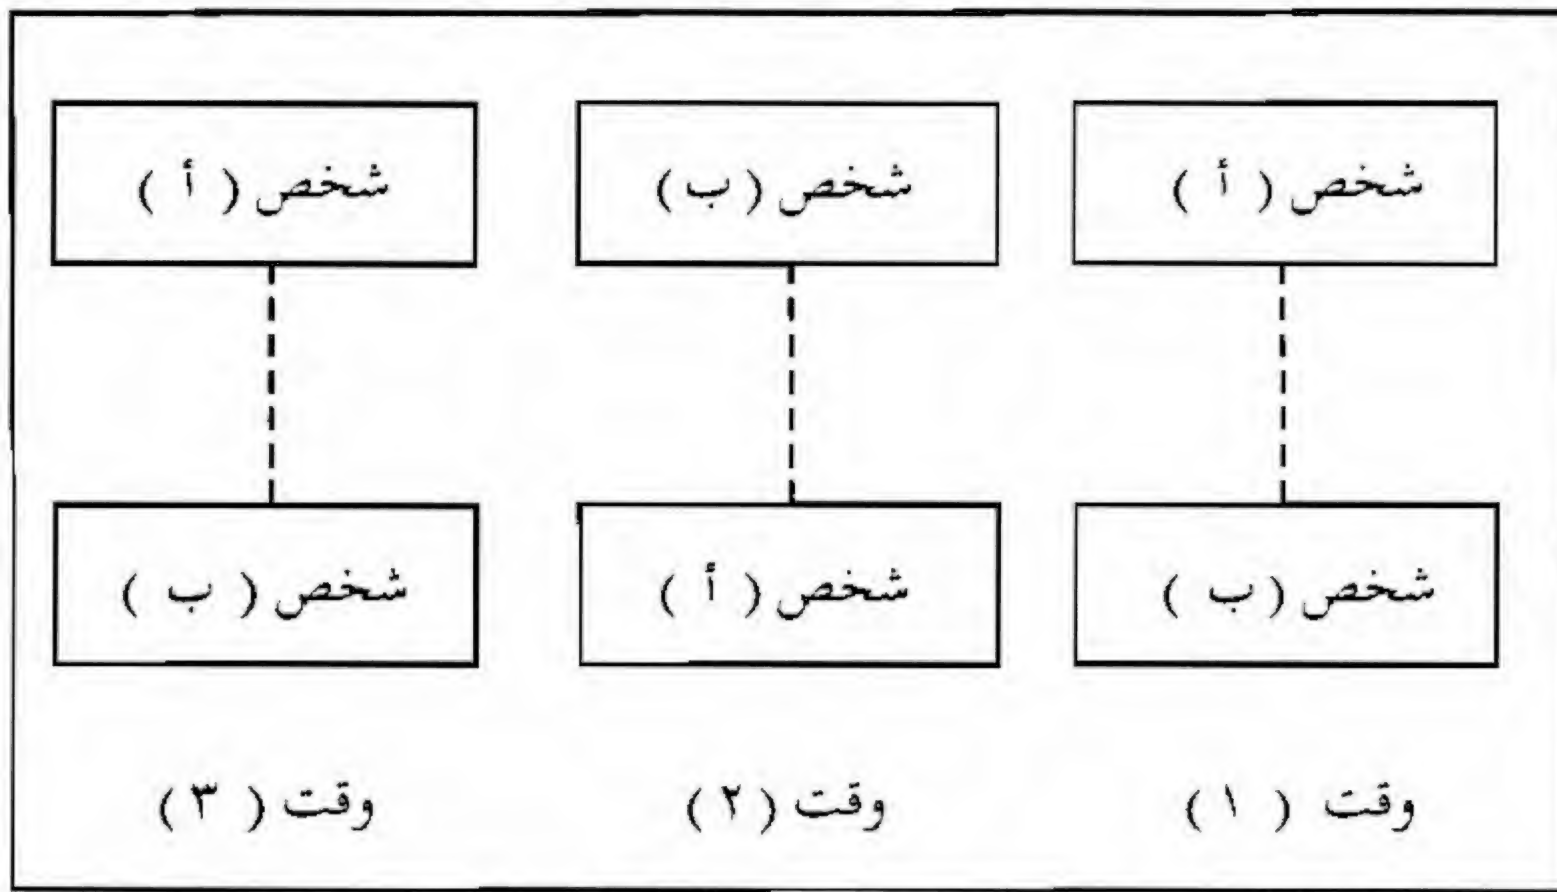 شخص ( أ )
شخص (ب)
شخص ( أ )
شخص ( ب )
شخص ( أ )
شخص ( ب )
وقت ( ١ )
وقت ( ٢ )
وقت ( ٣ )